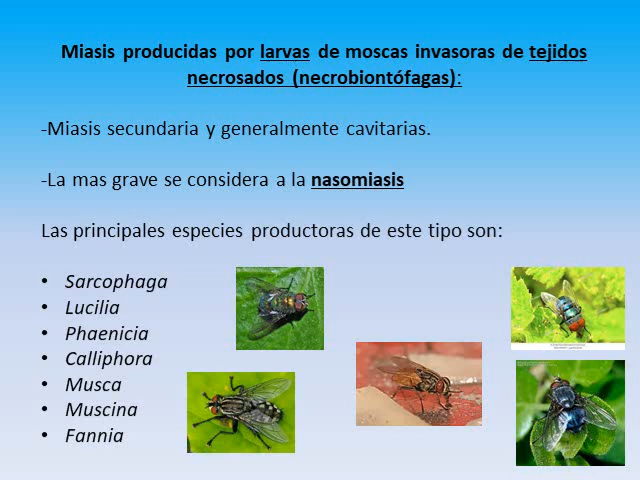 Miasis producidas por larvas de moscas invasoras de tejidos
necrosados (necrobiontófagas):
-Miasis secundaria y generalmente cavitarias.
-La mas grave se considera a la nasomiasis
Las principales especies productoras de este tipo son:
• Sarcophaga
• Lucilia
• Phaenicia
• Calliphora
• Musca
• Muscina
• Fannia